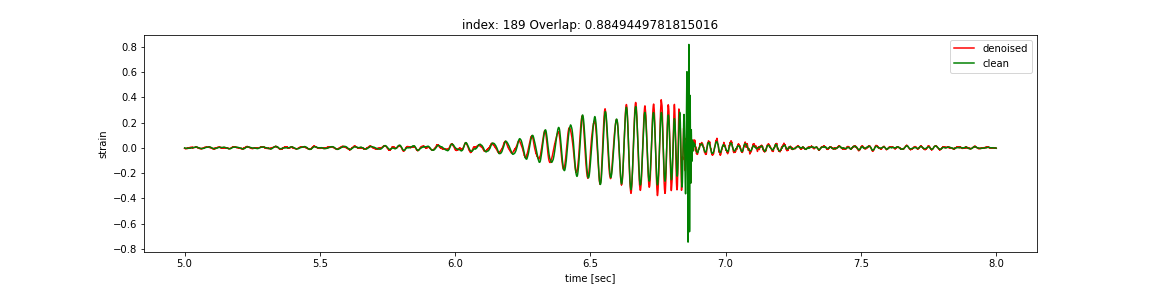 index: 189 Overlap: 0.8849449781815016
denoised
clean
strain
0.8
0.6
0.4
0.2
0.0
−0.2
−0.4
−0.6
−0.8
5.0 5.5 6.0 6.5 7.0 7.5 8.0
time [sec]